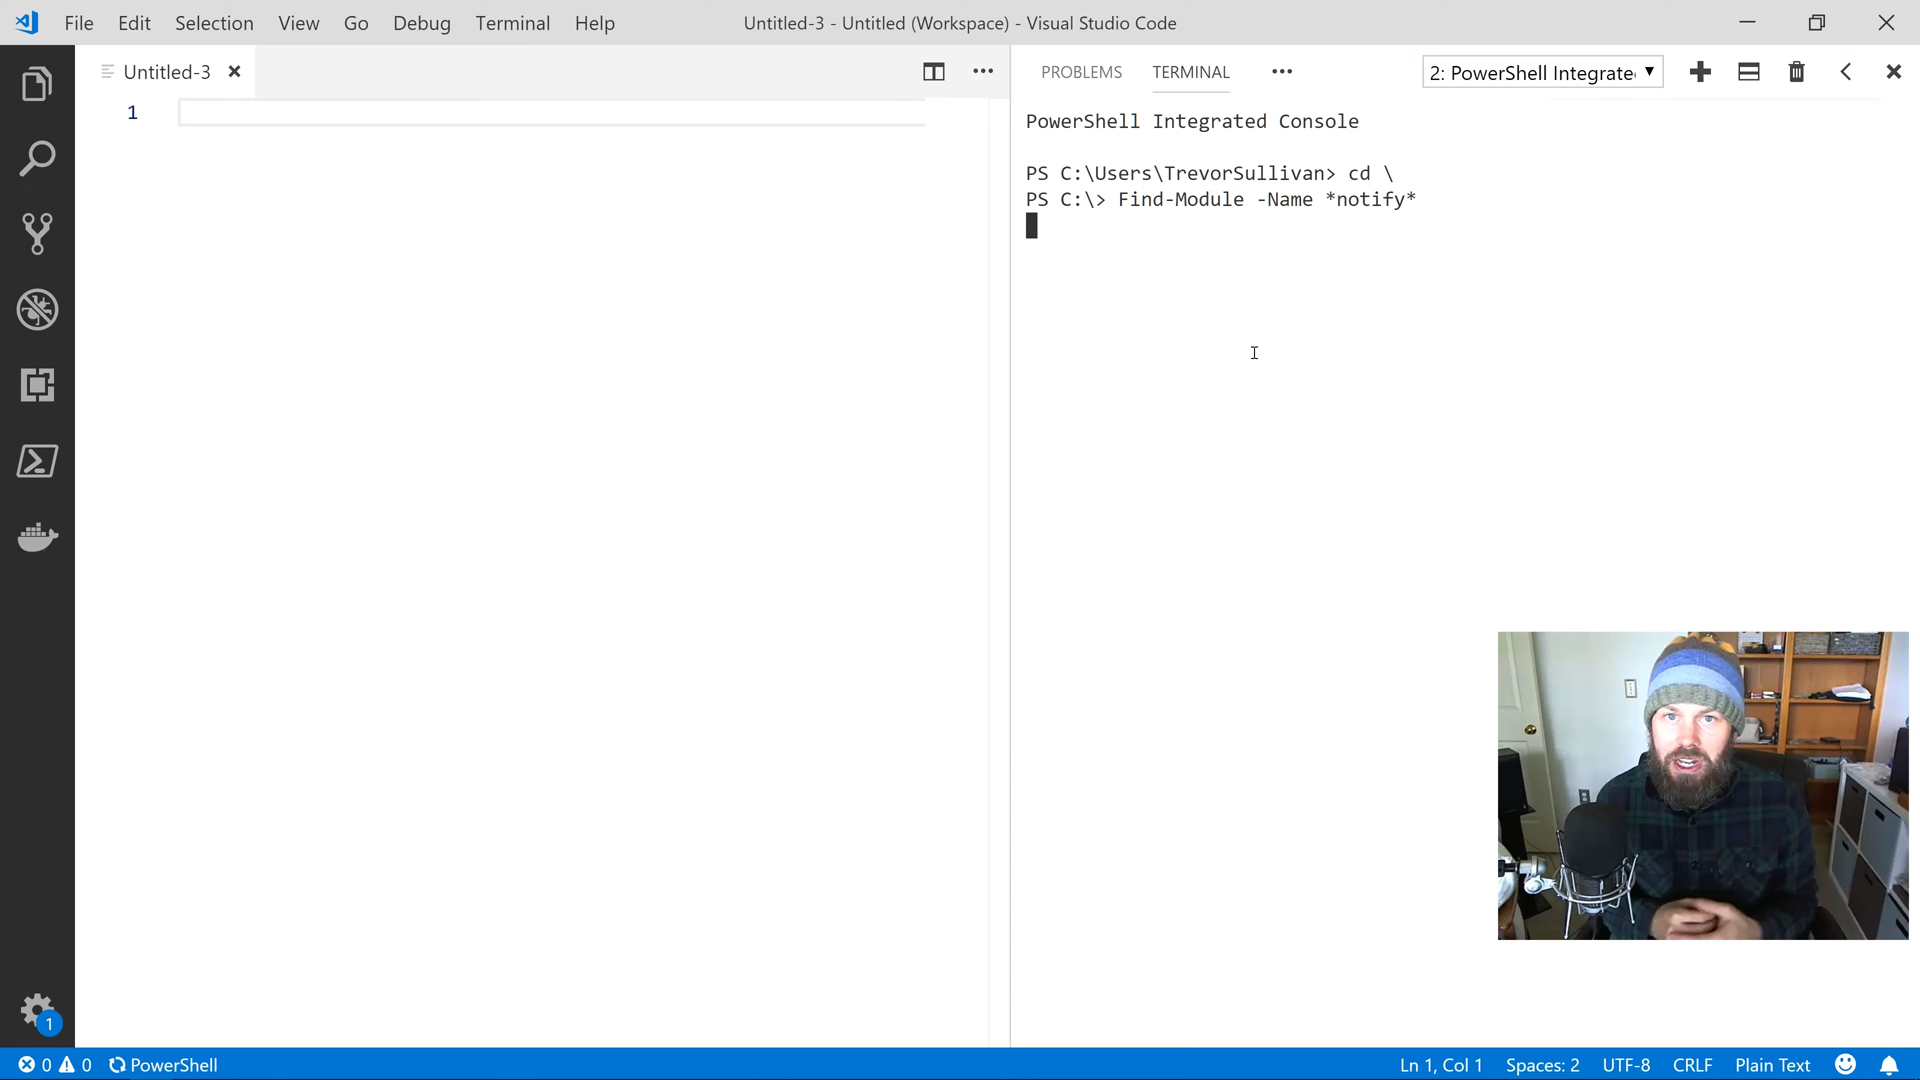 File Edit Selection View Go Debug Terminal Help
Untitled-3 - Untitled (Workspace) - Visual Studio Code
Untitled-3
1
PROBLEMS TERMINAL
2: PowerShell Integrate
PowerShell Integrated Console
PS C:\Users\TrevorSullivan> cd \
PS C:\> Find-Module -Name *notify*
1
0 0 PowerShell
Ln 1, Col 1 Spaces: 2 UTF-8 CRLF Plain Text